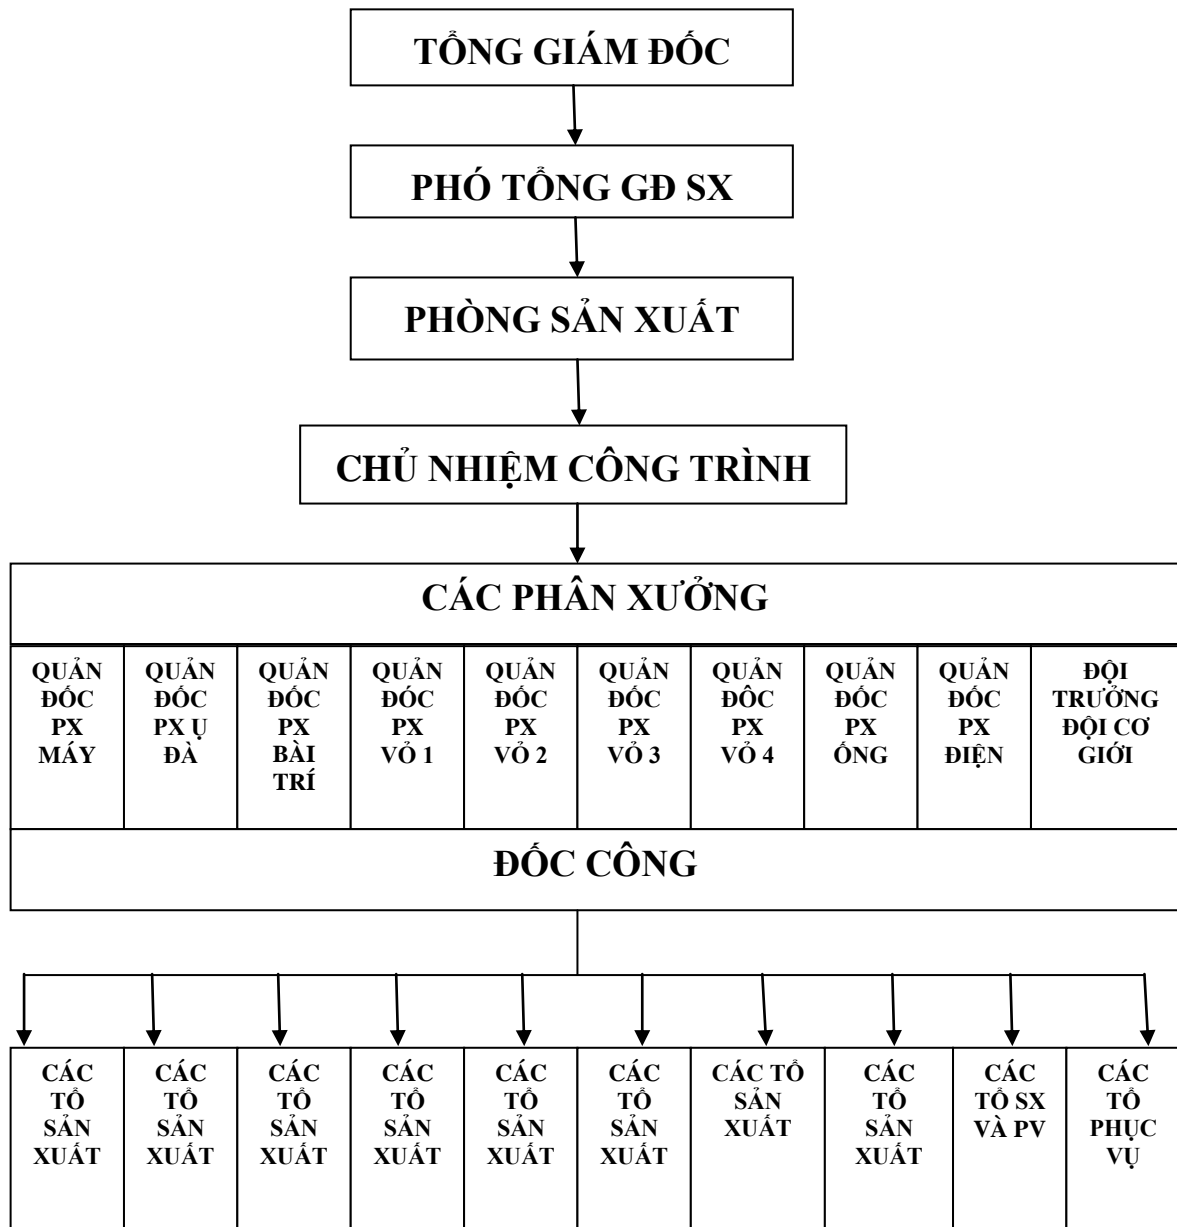 TỔNG GIÁM ĐỐC
PHÓ TỔNG GĐ SX
PHÒNG SẢN XUẤT
CHỦ NHIỆM CÔNG TRÌNH
CÁC PHÂN XƯỞNG
QUẢN
ĐỐC
PX
MÁY
QUẢN
ĐỐC
PX Ụ
ĐÀ
QUẢN
ĐỐC
PX
BÀI
TRÍ
QUẢN
ĐÓC
PX
VỎ 1
QUẢN
ĐỐC
PX
VỎ 2
QUẢN
ĐỐC
PX
VỎ 3
QUẢN
ĐÔC
PX
VỎ 4
QUẢN
ĐỐC
PX
ỐNG
QUẢN
ĐỐC
PX
ĐIỆN
ĐỘI
TRƯỞNG
ĐỘI CƠ
GIỚI
ĐỐC CÔNG
CÁC
TỔ
SẢN
XUẤT
CÁC
TỔ
SẢN
XUẤT
CÁC
TỔ
SẢN
XUẤT
CÁC
TỔ
SẢN
XUẤT
CÁC
TỔ
SẢN
XUẤT
CÁC
TỔ
SẢN
XUẤT
CÁC TỔ
SẢN
XUẤT
CÁC
TỔ
SẢN
XUẤT
CÁC
TỔ SX
VÀ PV
CÁC
TỔ
PHỤC
VỤ